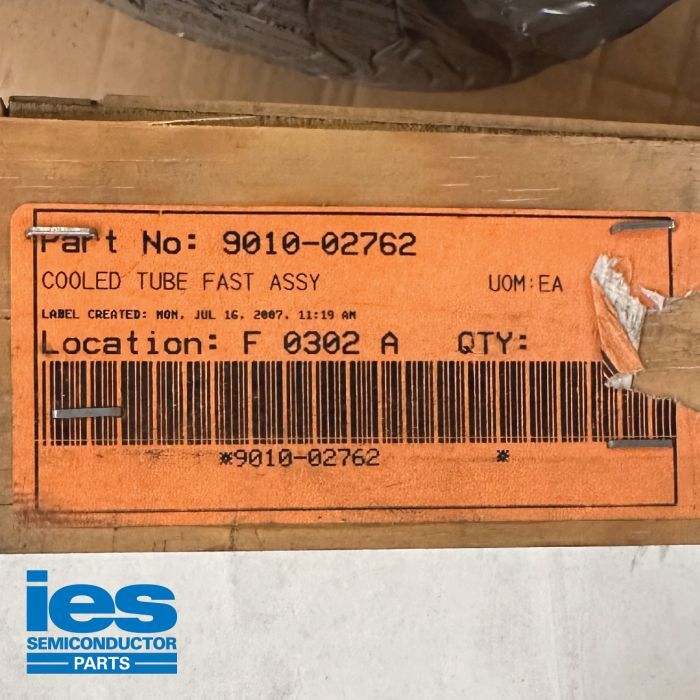 Part No: 9010-02762
COOLED TUBE FAST ASSY UOM:EA
LABEL CREATED: MON, JUL 16, 2007, 11:19 AM
Location: F 0302 A QTY:
*9010-02762 *
ies
SEMICONDUCTOR
PARTS